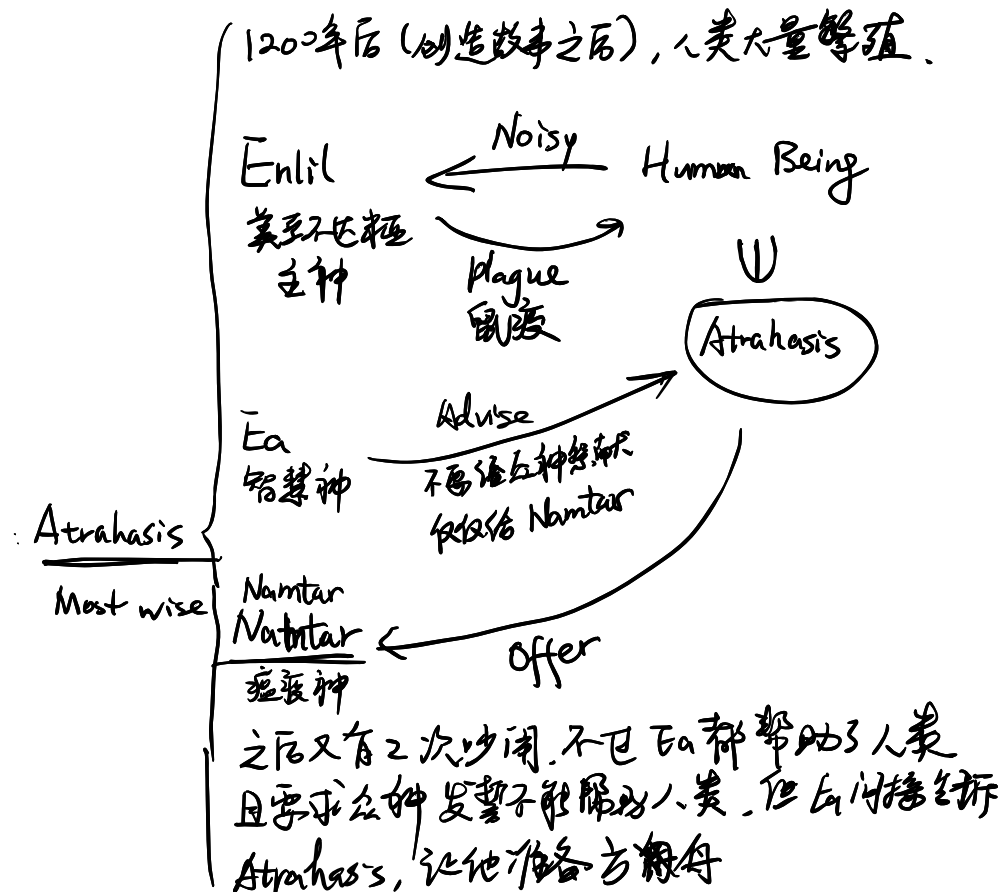 1200年后(创造故事之后),人类大量繁殖.
Noisy
Enlil
Human Being
美索不达米亚
主神
plague
鼠疫
Atrahasis
Advise
Ea
智慧神
不要给众神祭献
仅仅给 Namtar
Atrahasis
Most wise
Namtar
Namtar
Offer
瘟疫神
之后又有2次吵闹.不过Ea都帮助了人类
且要求众神发誓不能帮助人类.但Ea间接告诉
Atrahasis,让他准备方舟